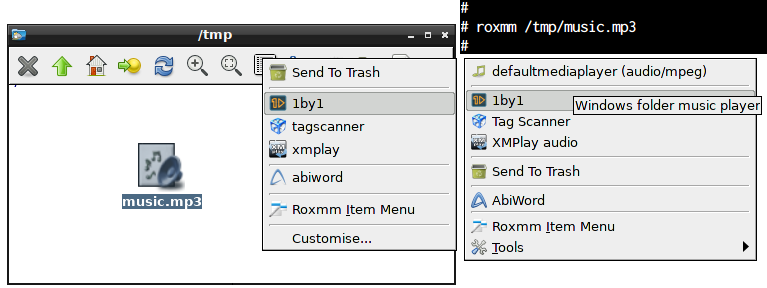 /tmp
music.mp3
Send To Trash
1by1
tagscanner
xmplay
abiword
Roxmm Item Menu
Customise...
#
# roxmm /tmp/music.mp3
#
defaultmediaplayer (audio/mpeg)
1by1
Windows folder music player
Tag Scanner
XMPlay audio
Send To Trash
AbiWord
Roxmm Item Menu
Tools